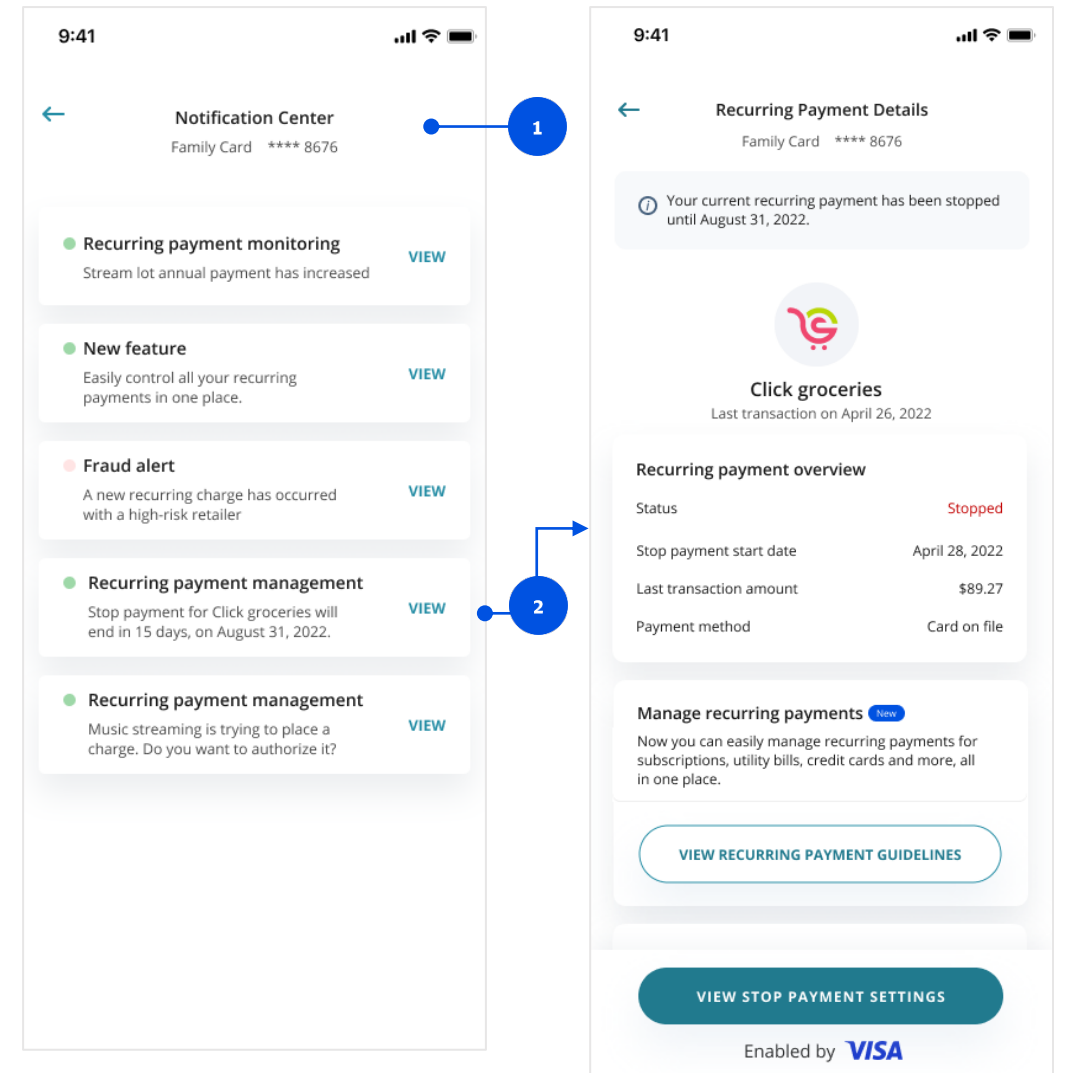 9:41
Notification Center
Family Card **** 8676
Recurring payment monitoring
Stream lot annual payment has increased
VIEW
New feature
Easily control all your recurring
payments in one place.
VIEW
Fraud alert
A new recurring charge has occurred
with a high-risk retailer
VIEW
Recurring payment management
Stop payment for Click groceries will
end in 15 days, on August 31, 2022.
VIEW
Recurring payment management
Music streaming is trying to place a
charge. Do you want to authorize it?
VIEW
1
2
9:41
Recurring Payment Details
Family Card **** 8676
Your current recurring payment has been stopped
until August 31, 2022.
Click groceries
Last transaction on April 26, 2022
Recurring payment overview
Status Stopped
Stop payment start date April 28, 2022
Last transaction amount $89.27
Payment method Card on file
Manage recurring payments New
Now you can easily manage recurring payments for
subscriptions, utility bills, credit cards and more, all
in one place.
VIEW RECURRING PAYMENT GUIDELINES
VIEW STOP PAYMENT SETTINGS
Enabled by VISA